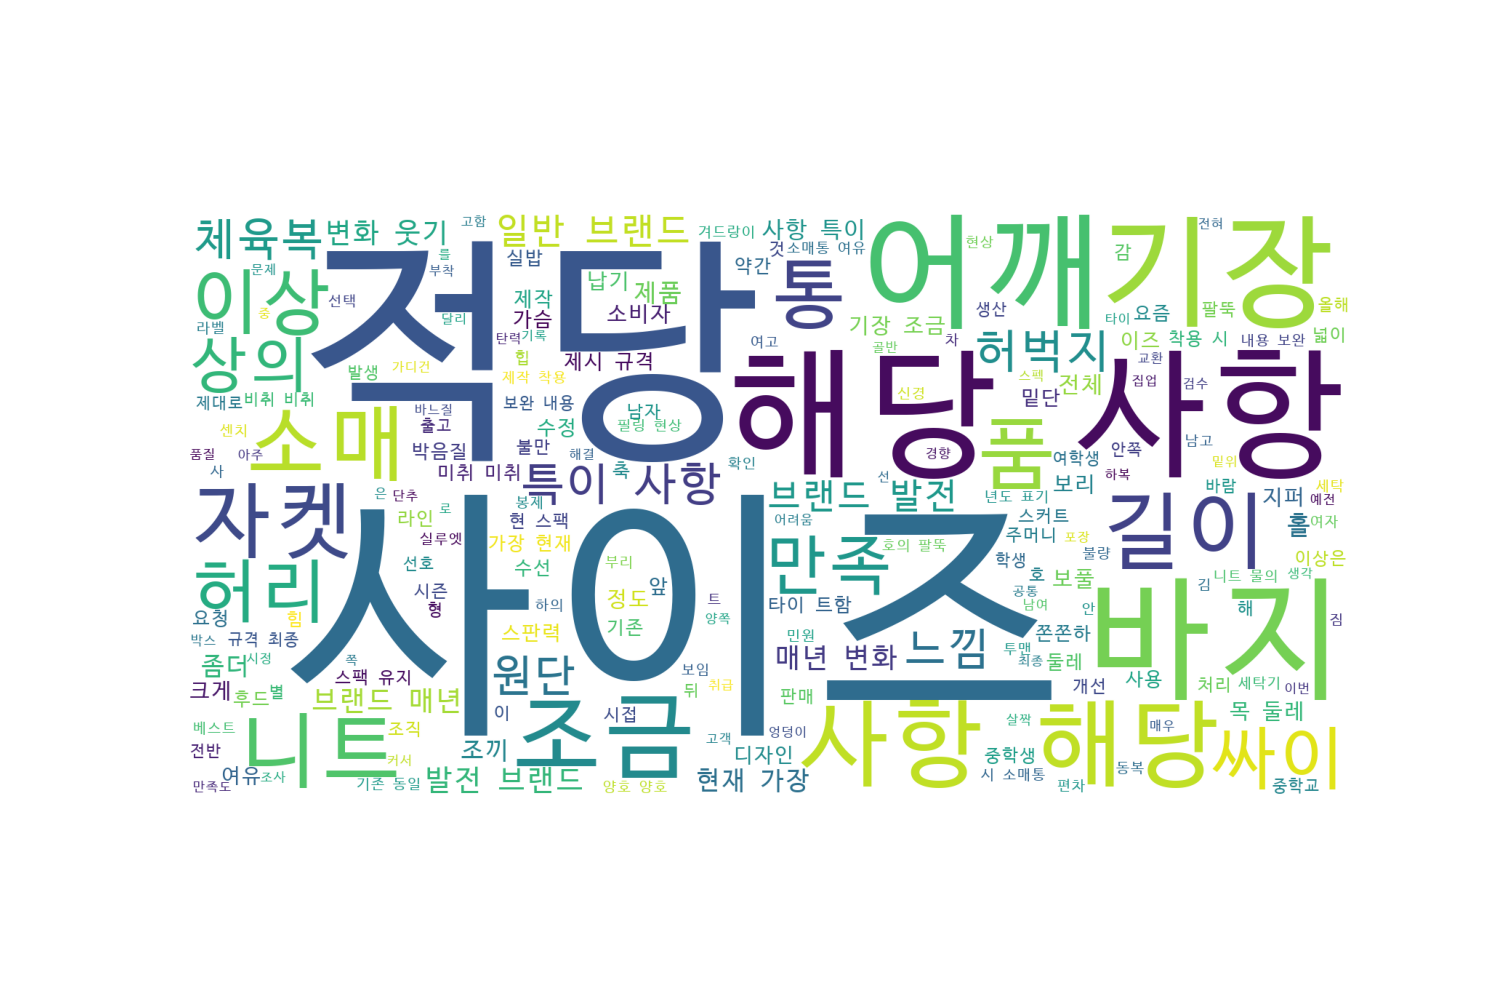 체육복
변화 웃기
고함
일반 브랜드
겨드랑이
사항 특이
어깨
현상
기장
전혀
감
이상
문제
를
부착
실밥
납기
제품
약간
것
소매통 여유
통
생산
타이
요즘
팔뚝
올해
라벨
중
선택
달리
제작
가슴
소비자
적당
기장 조금
차
이즈
착용 시
내용 보완
넓이
상의
발생
가디건
탄력
기록
힙
제시 규격
여고
골반
허벅지
전체
교환
제대로
비취 비취
제작 착용
해당 사항
신경
스펙
밑단
집업
검수
센치
소매
바느질
출고
보완 내용
수정
남자
필링 현상
품
품질
아주
사
박음질
불만
해결
축
확인
경향
여학생
안쪽
남고
밑위
하복
미취 미취
특이 사항
브랜드 발전
선
년도 표기
보리
바람
지퍼
세탁
예전
자켓
은
단추
로
라인
봉제
현 스팩
어려움
스커트
길이
홀
여자
실루엣
가장 현재
만족
호의 팔뚝
주머니
포장
불량
이상은
허리
선호
수선
부리
사이즈
학생
호
보풀
니트 물의
생각
시즌
형
하의
정도
앞
트
타이 트함
공통
남여
안
김
해
요청
힘
스판력
기존
양쪽
민원
바지
짐
박스
규격 최종
매년 변화
느낌
투맨
쫀쫀하
최종
둘레
좀더
시정
쪽
스팩 유지
원단
보임
뒤
취급
판매
개선
사용
처리
세탁기
이번
크게
후드
별
브랜드 매년
이
조금
시접
사항 해당
살짝
매우
목 둘레
베스트
니트
조직
고객
엉덩이
싸이
전반
커서
조끼
디자인
중학생
동복
여유
조사
만족도
기존 동일
발전 브랜드
양호 양호
현재 가장
시 소매통
편차
중학교